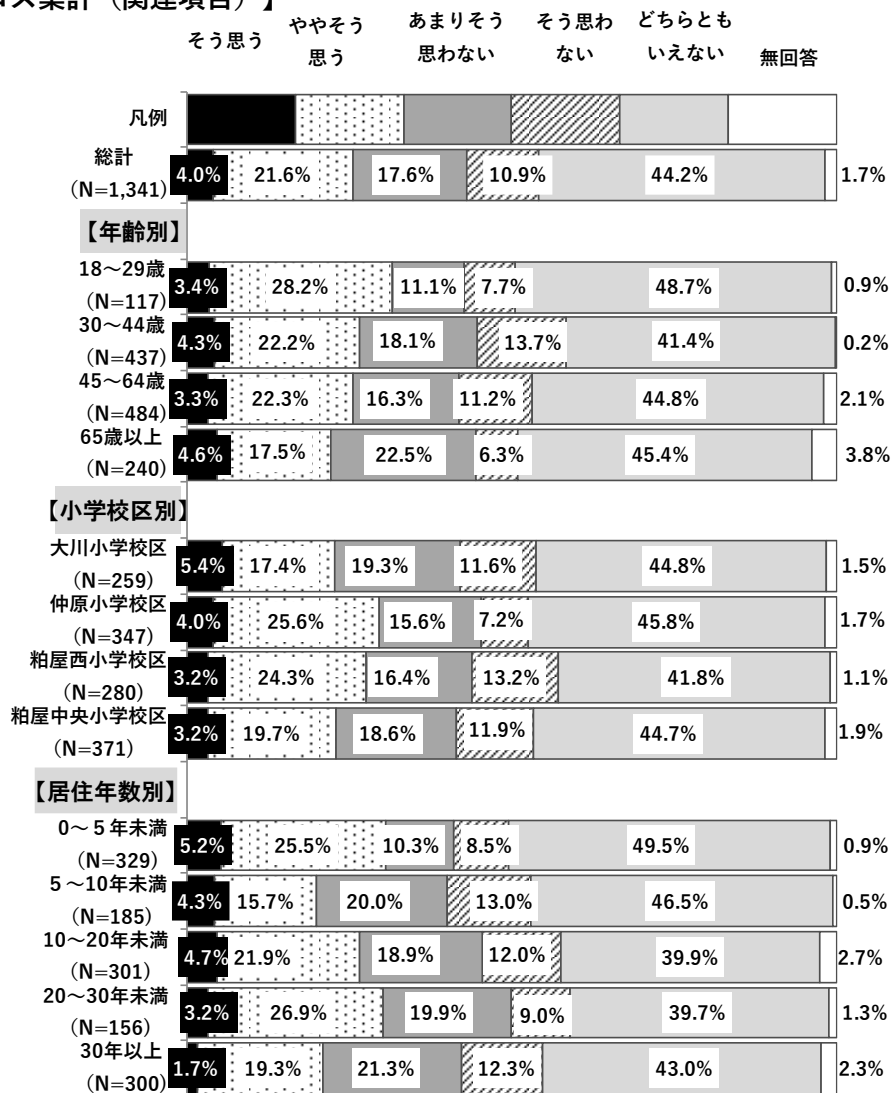 ス集計（関連項目）】
そう思う ややそう思う あまりそう思わない そう思わない どちらともいえない 無回答
凡例
総計
（N=1,341） 4.0% 21.6% 17.6% 10.9% 44.2% 1.7%
【年齢別】
18～29歳
（N=117） 3.4% 28.2% 11.1% 7.7% 48.7% 0.9%
30～44歳
（N=437） 4.3% 22.2% 18.1% 13.7% 41.4% 0.2%
45～64歳
（N=484） 3.3% 22.3% 16.3% 11.2% 44.8% 2.1%
65歳以上
（N=240） 4.6% 17.5% 22.5% 6.3% 45.4% 3.8%
【小学校区別】
大川小学校区
（N=259） 5.4% 17.4% 19.3% 11.6% 44.8% 1.5%
仲原小学校区
（N=347） 4.0% 25.6% 15.6% 7.2% 45.8% 1.7%
粕屋西小学校区
（N=280） 3.2% 24.3% 16.4% 13.2% 41.8% 1.1%
粕屋中央小学校区
（N=371） 3.2% 19.7% 18.6% 11.9% 44.7% 1.9%
【居住年数別】
0～５年未満
（N=329） 5.2% 25.5% 10.3% 8.5% 49.5% 0.9%
５～10年未満
（N=185） 4.3% 15.7% 20.0% 13.0% 46.5% 0.5%
10～20年未満
（N=301） 4.7% 21.9% 18.9% 12.0% 39.9% 2.7%
20～30年未満
（N=156） 3.2% 26.9% 19.9% 9.0% 39.7% 1.3%
30年以上
（N=300） 1.7% 19.3% 21.3% 12.3% 43.0% 2.3%